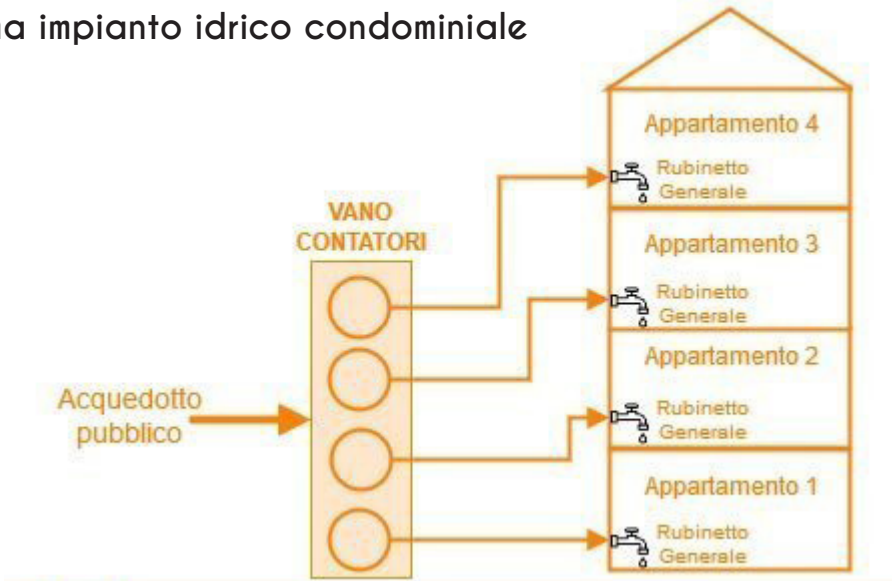 a impianto idrico condominiale
Appartamento 4
Rubinetto
Generale
VANO
CONTATORI
Appartamento 3
Rubinetto
Generale
Appartamento 2
Acquedotto
pubblico
Rubinetto
Generale
Appartamento 1
Rubinetto
Generale